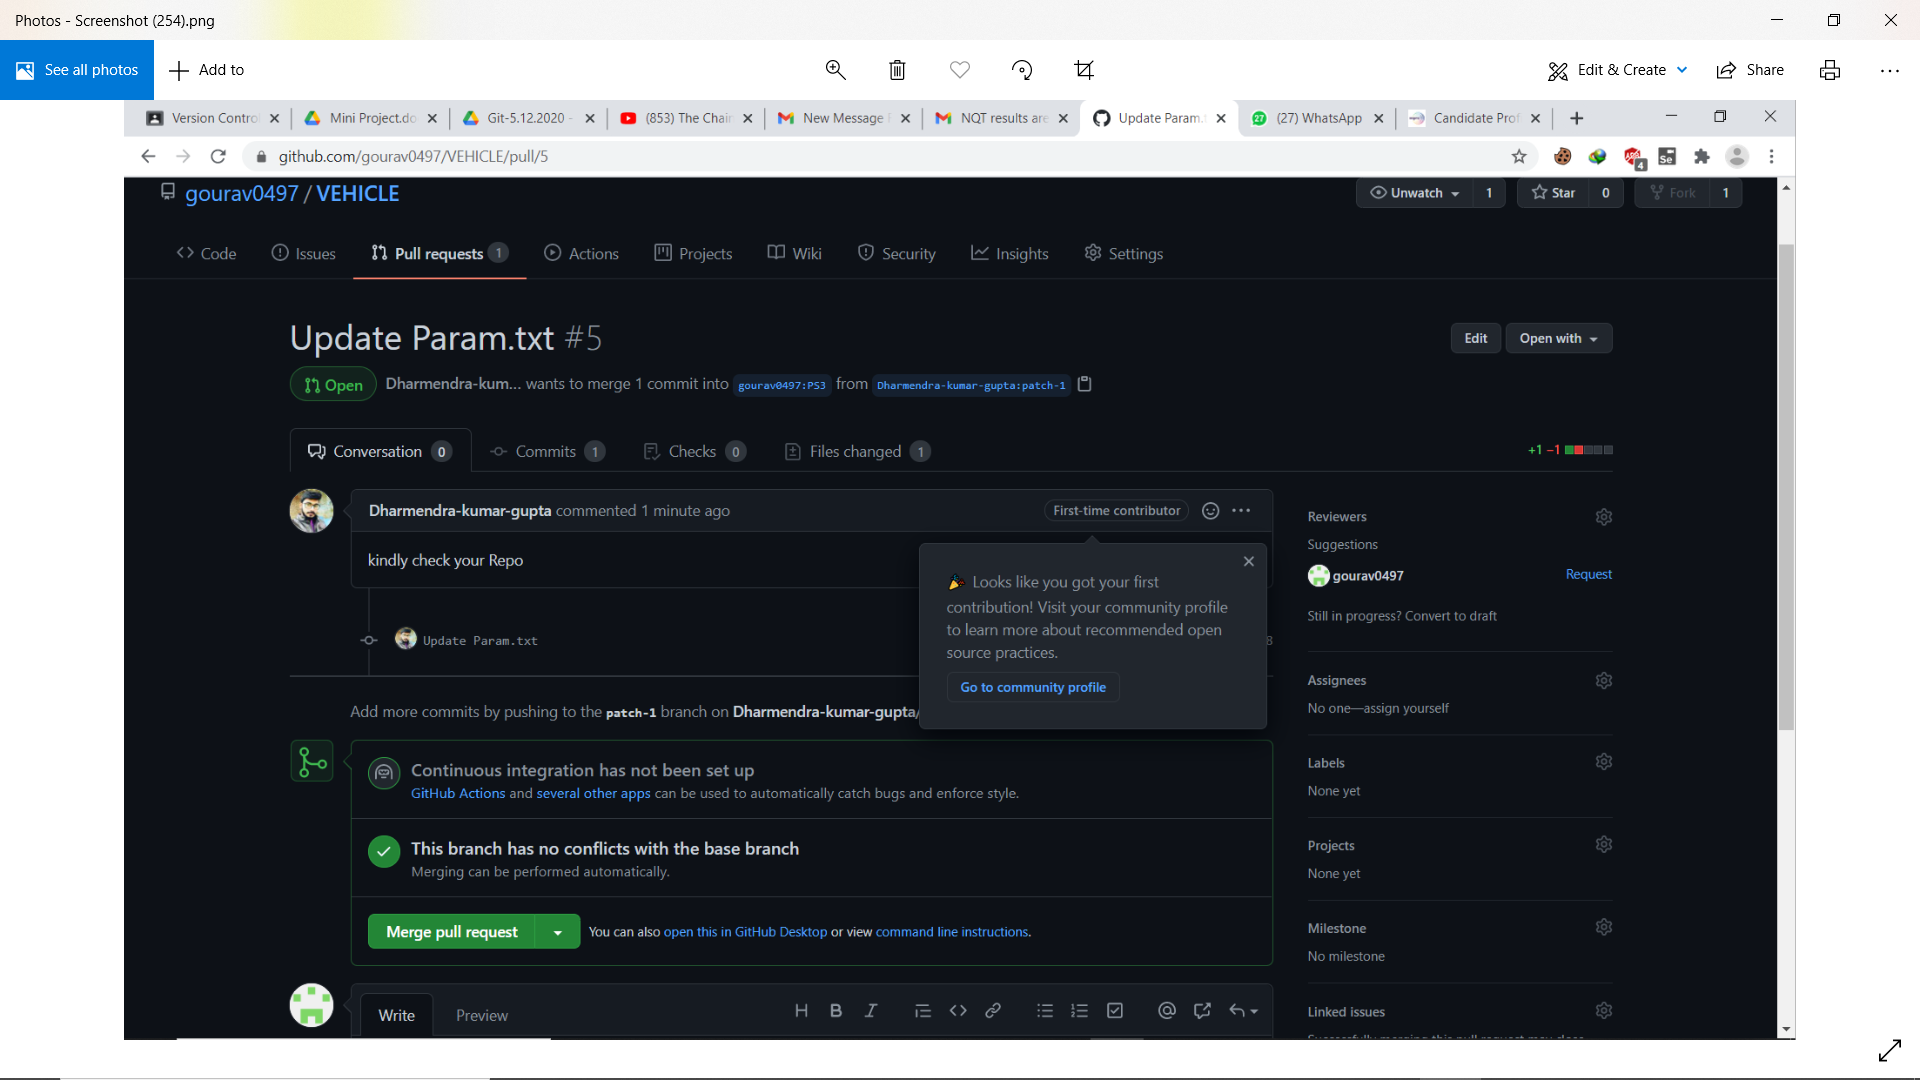 Photos - Screenshot (254).png
See all photos
Add to
Edit & Create
Share
Version Contro
Mini Project.do
Git-5.12.2020 -
(853) The Chai
New Message
NQT results are
Update Param.
(27) WhatsApp
27
Candidate Prof
github.com/gourav0497/VEHICLE/pull/5
4
Se
gourav0497 / VEHICLE
Unwatch 1
Star 0
Fork 1
Code
Issues
Pull requests 1
Actions
Projects
Wiki
Security
Insights
Settings
Update Param.txt #5
Edit
Open with
Open
Dharmendra-kum... wants to merge 1 commit into gourav0497:PS3 from Dharmendra-kumar-gupta:patch-1
Conversation 0
Commits 1
Checks 0
Files changed 1
+1 −1
Dharmendra-kumar-gupta commented 1 minute ago
First-time contributor
kindly check your Repo
Looks like you got your first
contribution! Visit your community profile
to learn more about recommended open
source practices.
Go to community profile
Update Param.txt
8
Add more commits by pushing to the patch-1 branch on Dharmendra-kumar-gupta/
Continuous integration has not been set up
GitHub Actions and several other apps can be used to automatically catch bugs and enforce style.
This branch has no conflicts with the base branch
Merging can be performed automatically.
Merge pull request
You can also open this in GitHub Desktop or view command line instructions.
Write
Preview
H B I
Reviewers
Suggestions
gourav0497
Request
Still in progress? Convert to draft
Assignees
No one—assign yourself
Labels
None yet
Projects
None yet
Milestone
No milestone
Linked issues